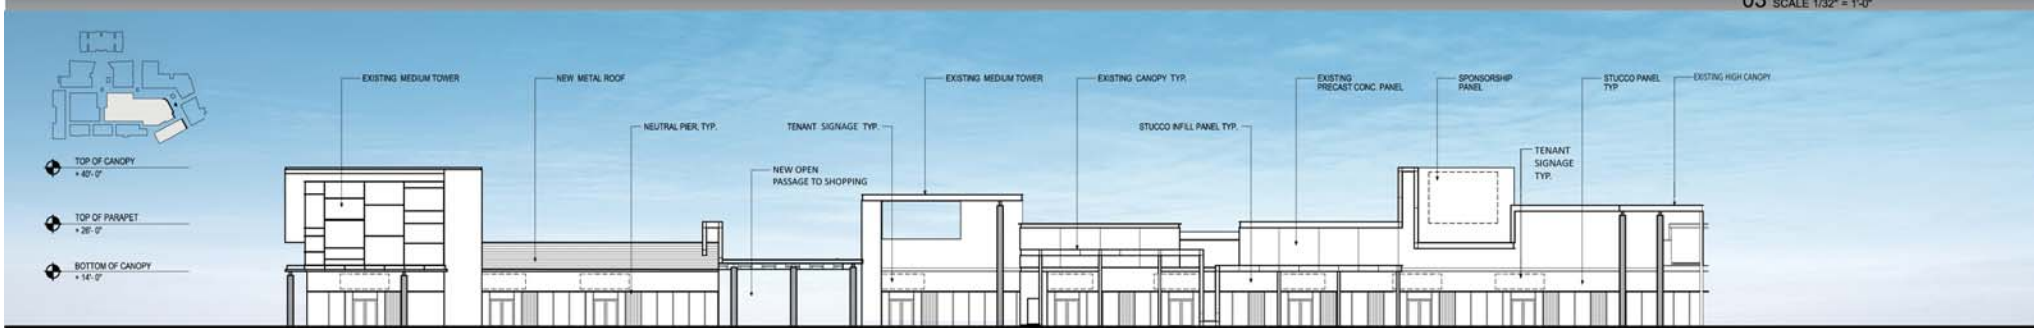 03 SCALE 1/32" = 1'-0"
EXISTING MEDIUM TOWER
NEW METAL ROOF
EXISTING MEDIUM TOWER
EXISTING CANOPY TYP.
EXISTING
PRECAST CONC. PANEL
SPONSORSHIP
PANEL
STUCCO PANEL
TYP
EXISTING HIGH CANOPY
NEUTRAL PIER, TYP.
TENANT SIGNAGE TYP.
STUCCO INFILL PANEL TYP.
TENANT
SIGNAGE
TYP.
NEW OPEN
PASSAGE TO SHOPPING
TOP OF CANOPY
+ 40'- 0"
TOP OF PARAPET
+ 26'- 0"
BOTTOM OF CANOPY
+ 14'- 0"